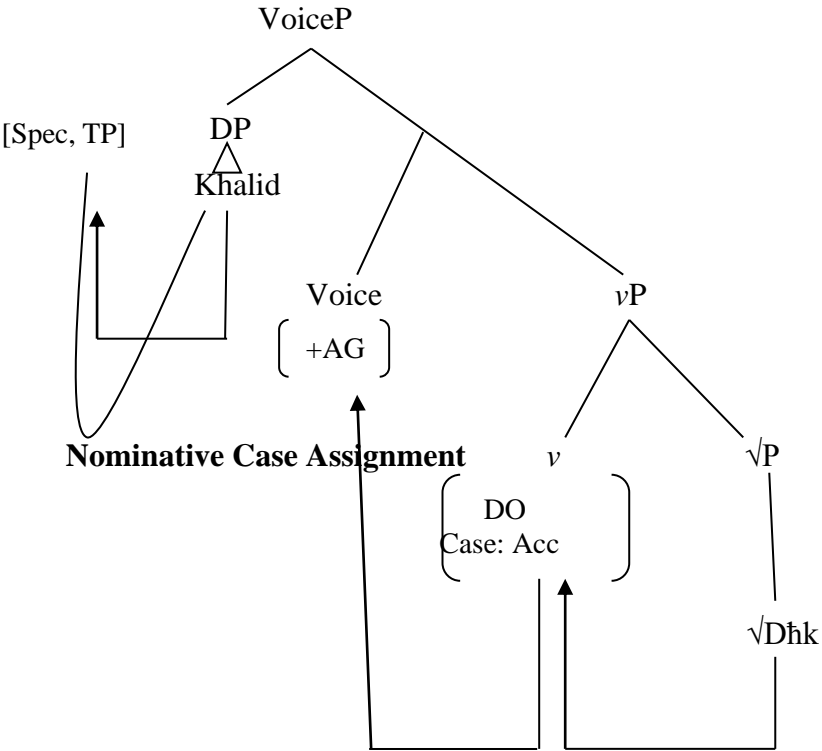 VoiceP
[Spec, TP]
DP
Khalid
Voice
vP
+AG
Nominative Case Assignment
v
√P
DO
Case: Acc
√Dħk